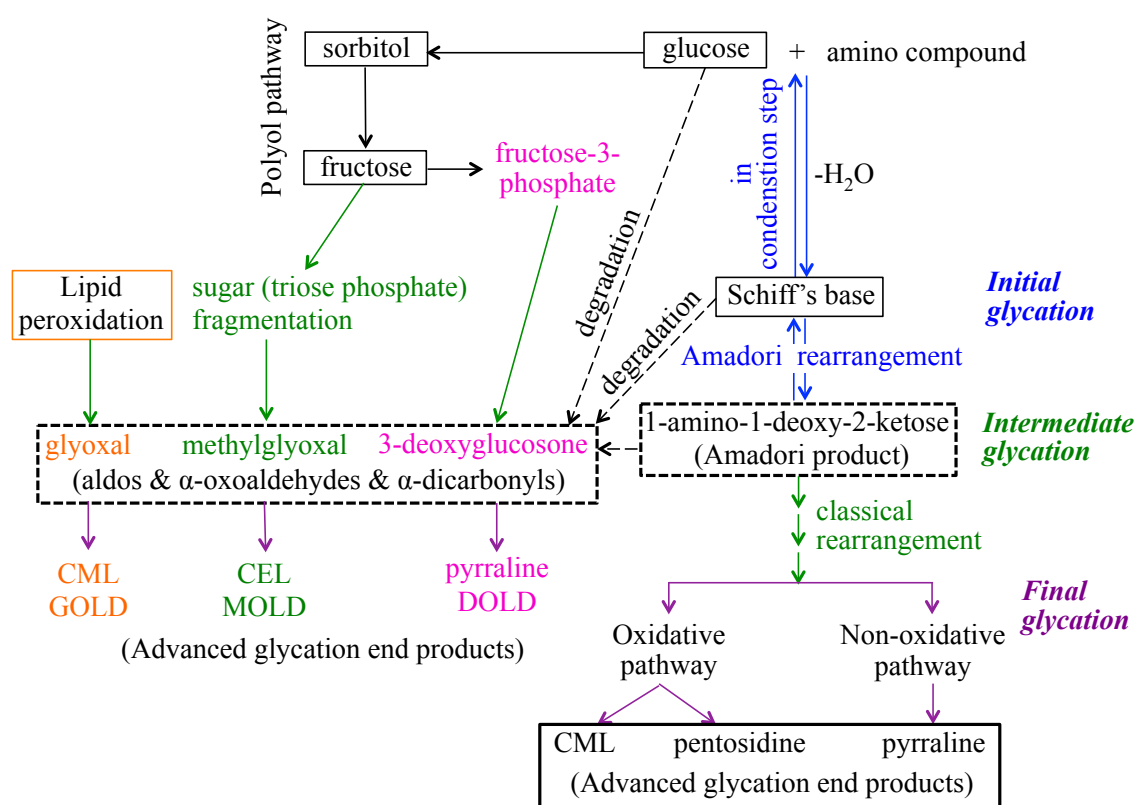 sorbitol
glucose + amino compound
Polyol pathway
fructose
fructose-3-
phosphate
in
condenstion step
-H₂O
degradation
degradation
Lipid
peroxidation
sugar (triose phosphate)
fragmentation
Schiff’s base
Initial
glycation
Amadori rearrangement
glyoxal methylglyoxal 3-deoxyglucosone
(aldos & α-oxoaldehydes & α-dicarbonyls)
1-amino-1-deoxy-2-ketose
(Amadori product)
Intermediate
glycation
classical
rearrangement
CML CEL pyrraline
GOLD MOLD DOLD
(Advanced glycation end products)
Final
glycation
Oxidative
pathway
Non-oxidative
pathway
CML pentosidine pyrraline
(Advanced glycation end products)